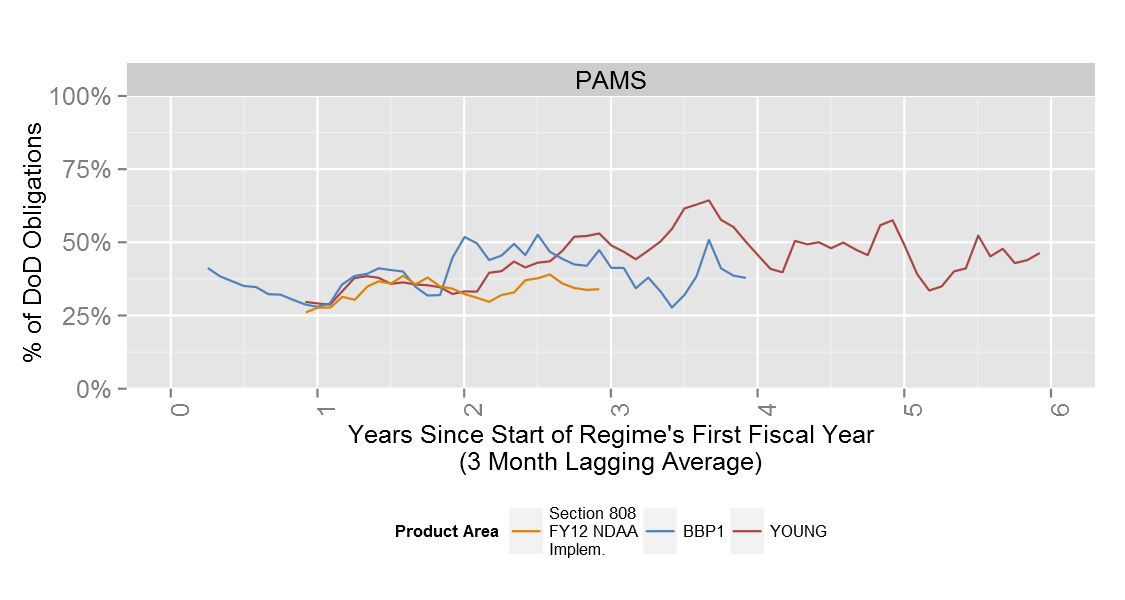 PAMS
100%
75%
50%
25%
0%
% of DoD Obligations
0 1 2 3 4 5 6
Years Since Start of Regime's First Fiscal Year
(3 Month Lagging Average)
Product Area
Section 808
FY12 NDAA
Implem.
BBP1
YOUNG